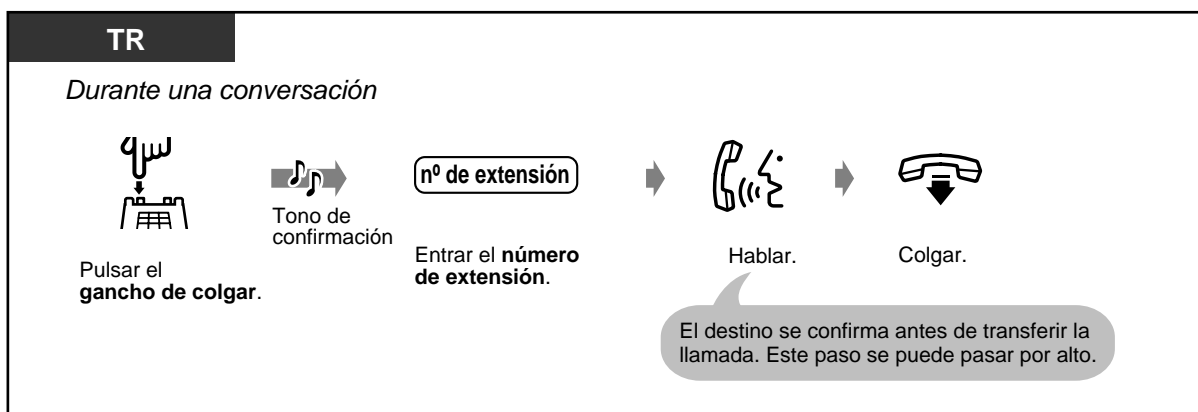 TR
Durante una conversación
nº de extensión
Tono de
confirmación
Pulsar el
gancho de colgar.
Entrar el número
de extensión.
Hablar.
Colgar.
El destino se confirma antes de transferir la
llamada. Este paso se puede pasar por alto.